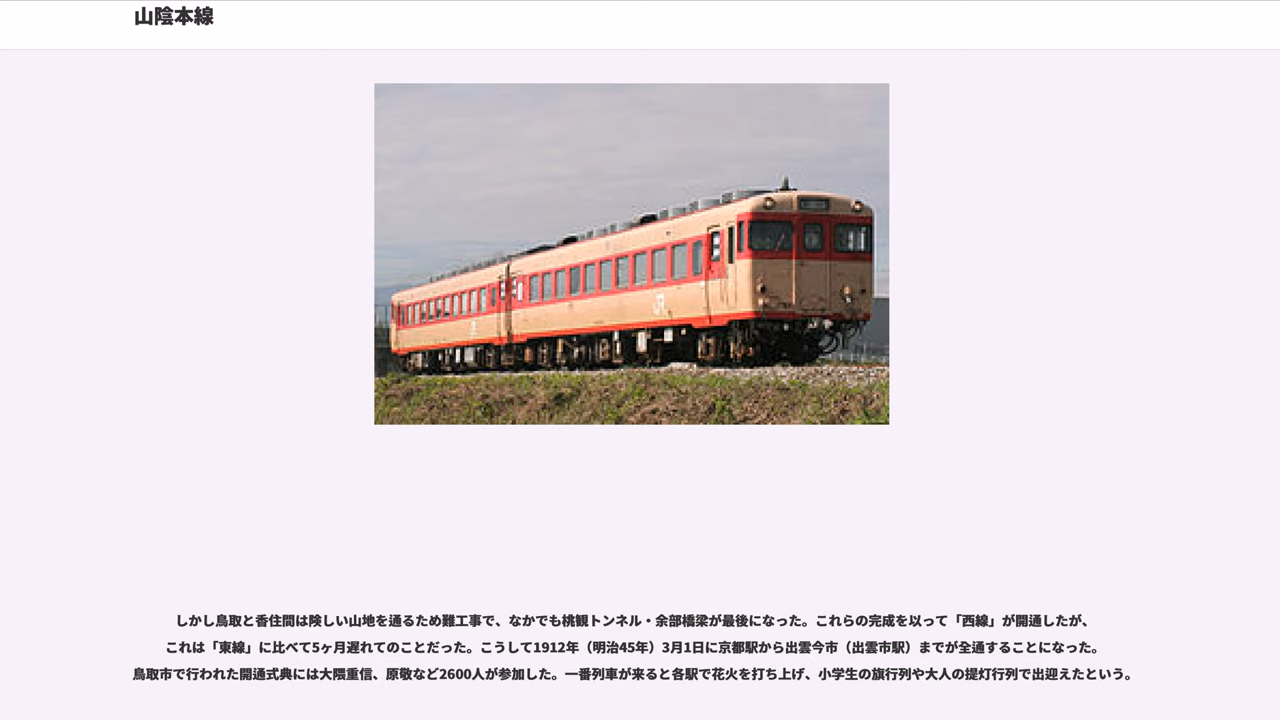 山陰本線
しかし鳥取と香住間は険しい山地を通るため難工事で、なかでも桃観トンネル・余部橋梁が最後になった。これらの完成を以って「西線」が開通したが、
これは「東線」に比べて5ヶ月遅れてのことだった。こうして1912年（明治45年）3月1日に京都駅から出雲今市（出雲市駅）までが全通することになった。
鳥取市で行われた開通式典には大隈重信、原敬など2600人が参加した。一番列車が来ると各駅で花火を打ち上げ、小学生の旗行列や大人の提灯行列で出迎えたという。